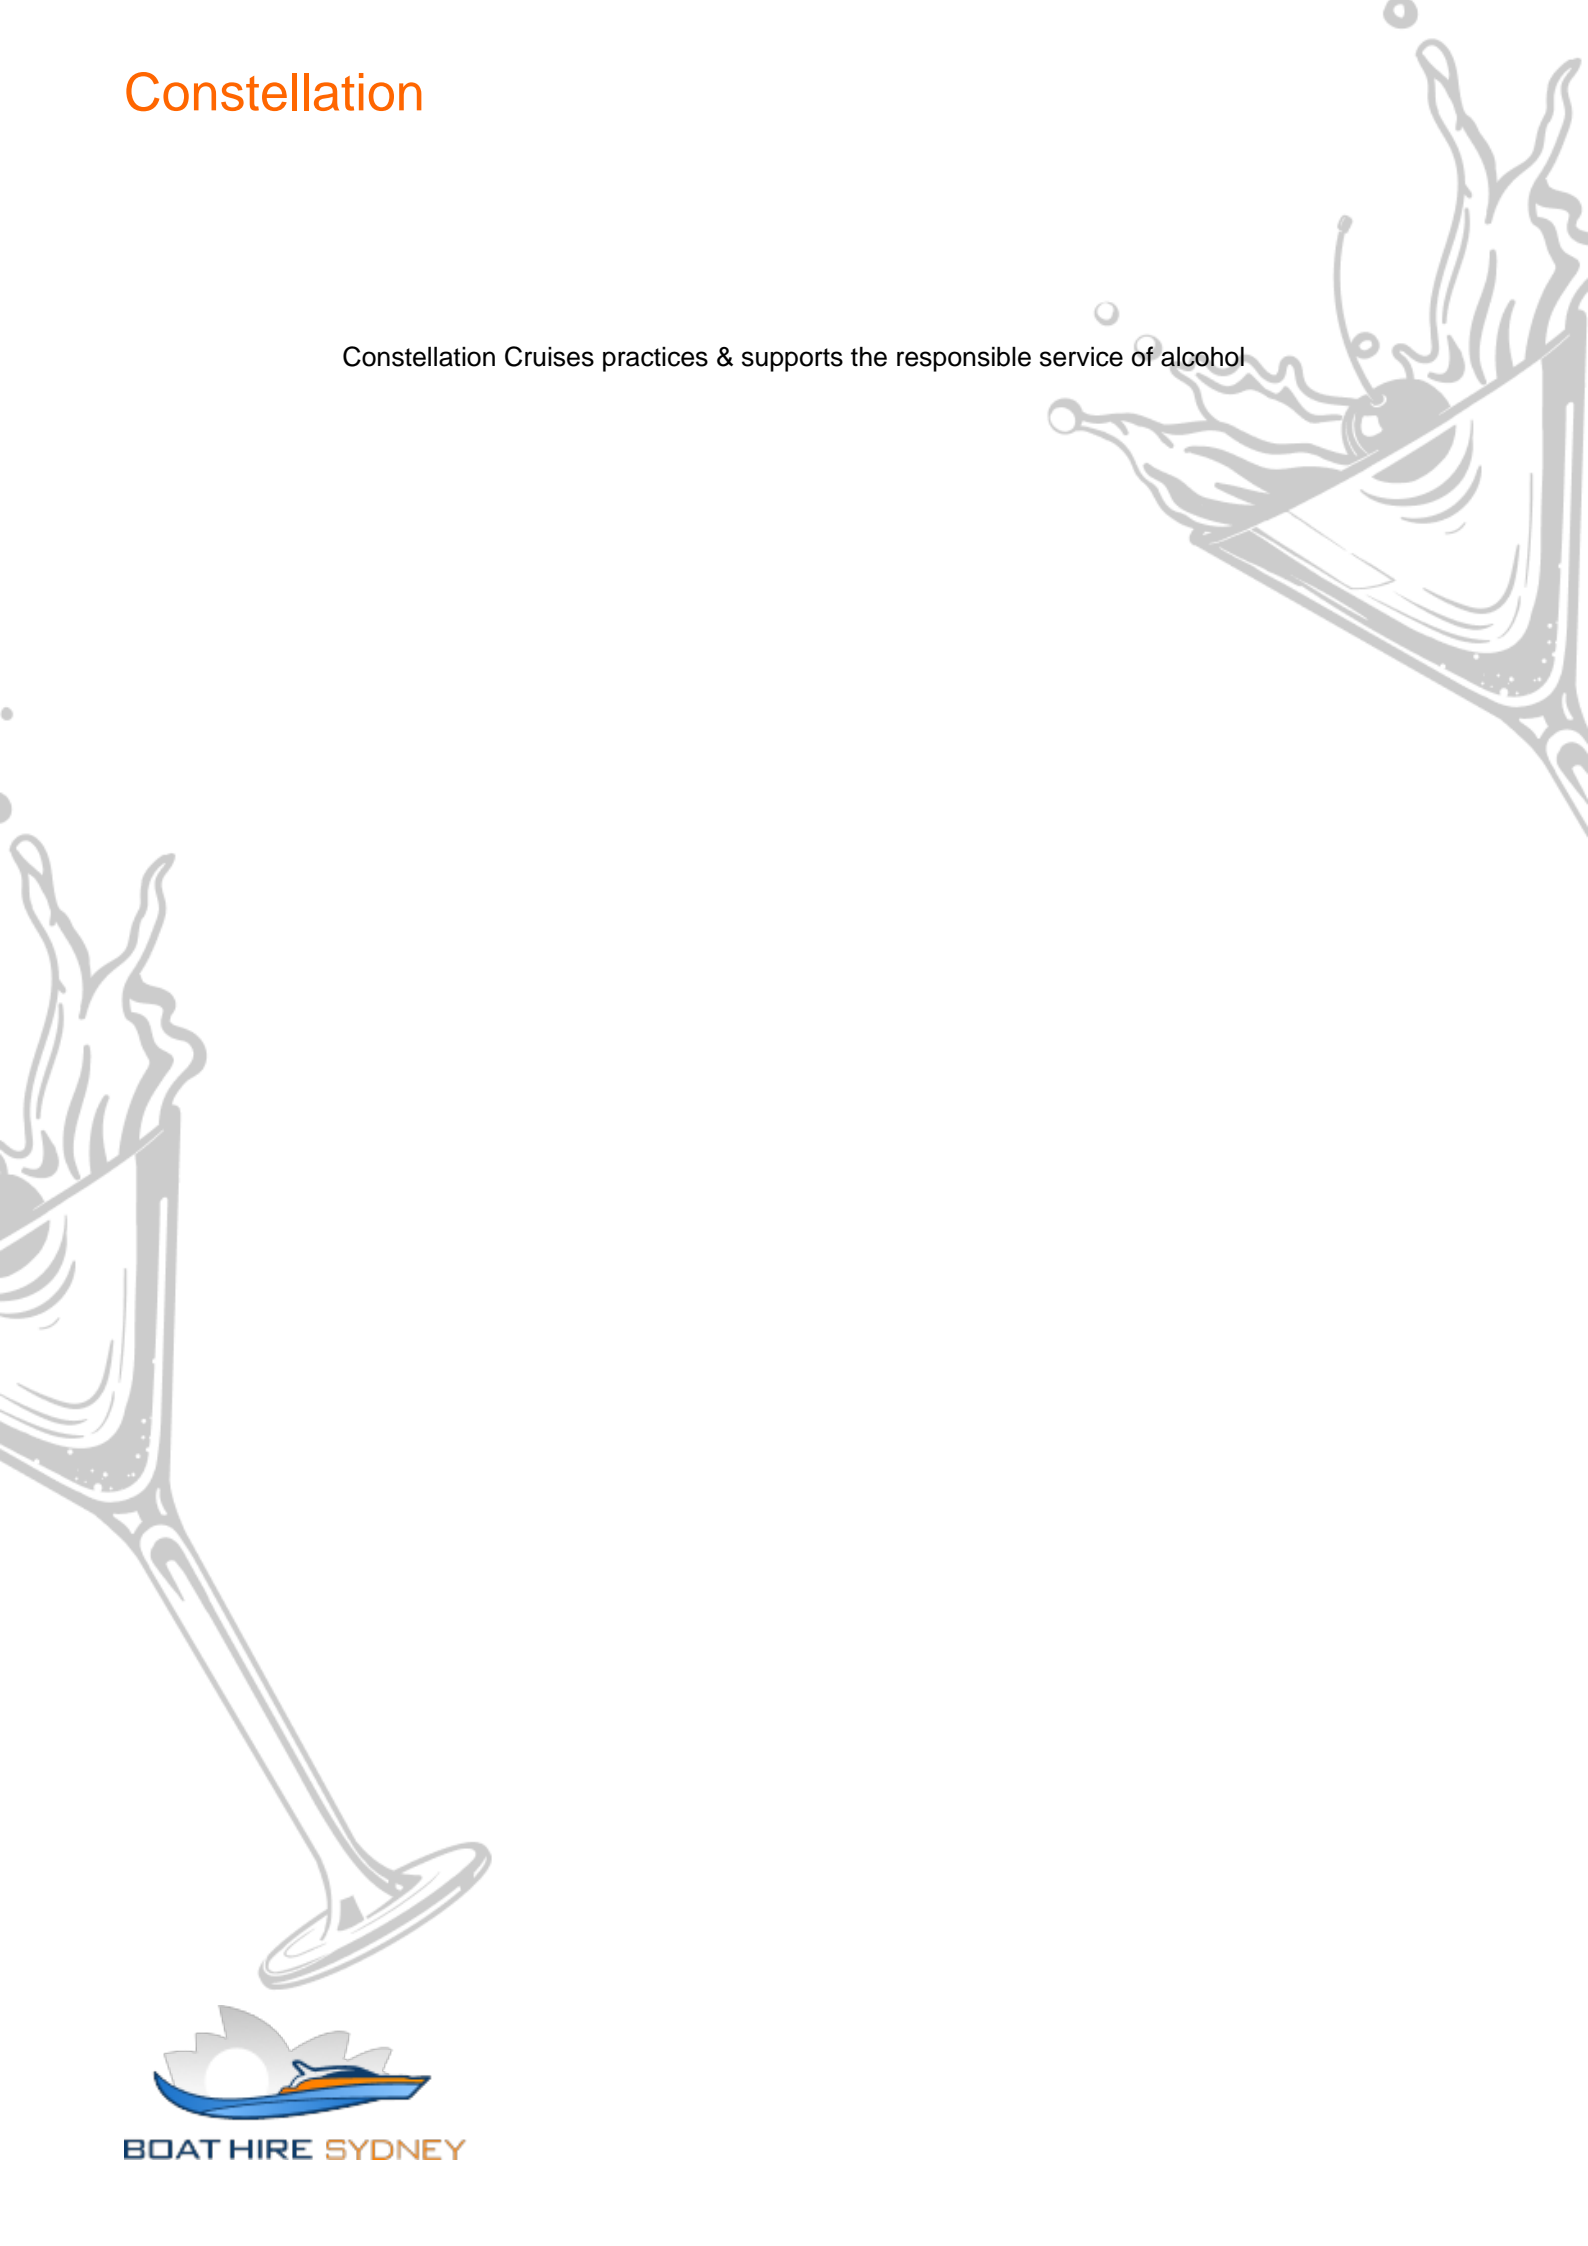 Constellation
Constellation Cruises practices & supports the responsible service of alcohol
BOAT HIRE SYDNEY